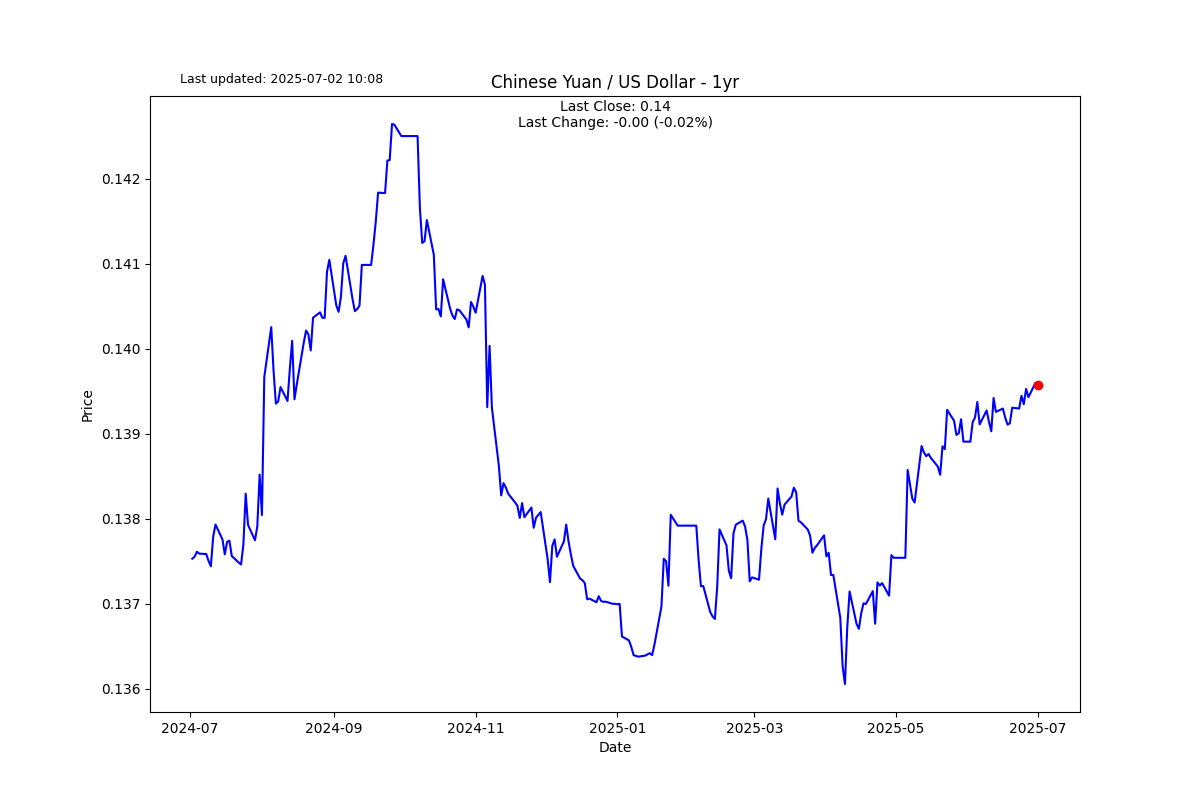 Last updated: 2025-07-02 10:08
Chinese Yuan / US Dollar - 1yr
Last Close: 0.14
Last Change: -0.00 (-0.02%)
Price
0.142
0.141
0.140
0.139
0.138
0.137
0.136
2024-07 2024-09 2024-11 2025-01 2025-03 2025-05 2025-07
Date